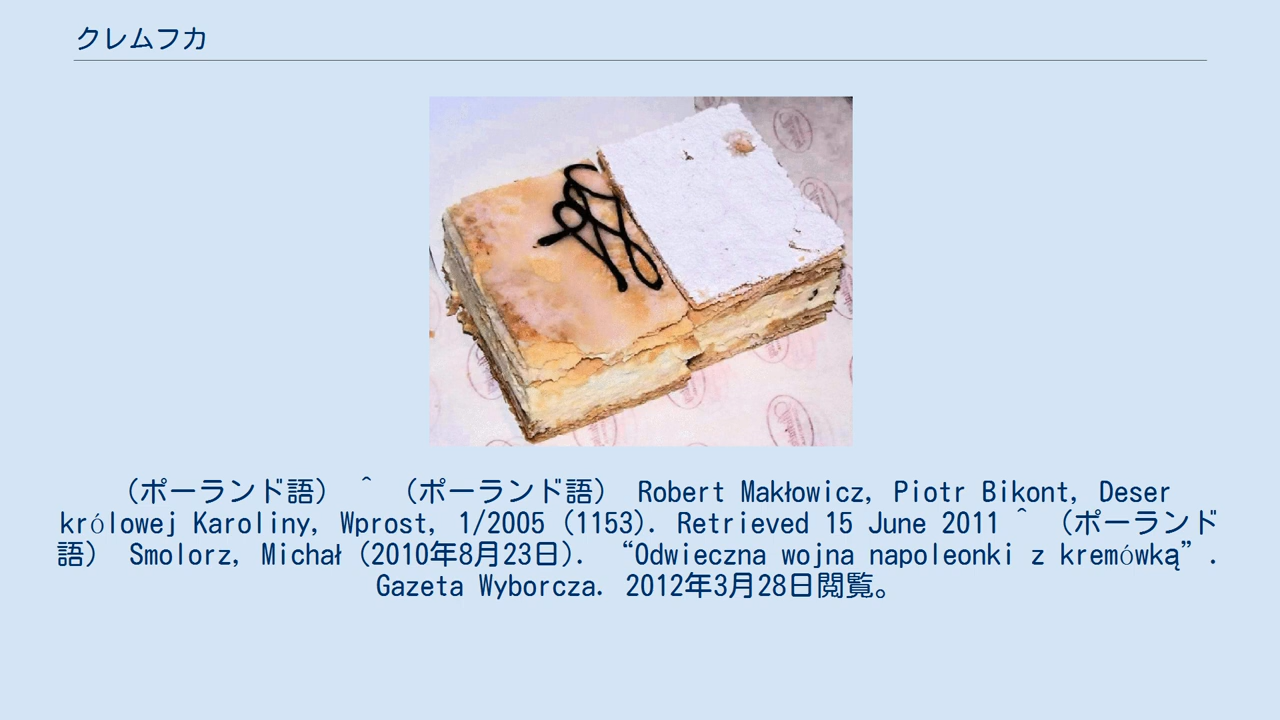 クレムフカ
（ポーランド語） ^ （ポーランド語） Robert Makłowicz, Piotr Bikont, Deser
królowej Karoliny, Wprost, 1/2005 (1153). Retrieved 15 June 2011 ^ （ポーランド
語） Smolorz, Michał (2010年8月23日). “Odwieczna wojna napoleonki z kremówką”.
Gazeta Wyborcza. 2012年3月28日閲覧。